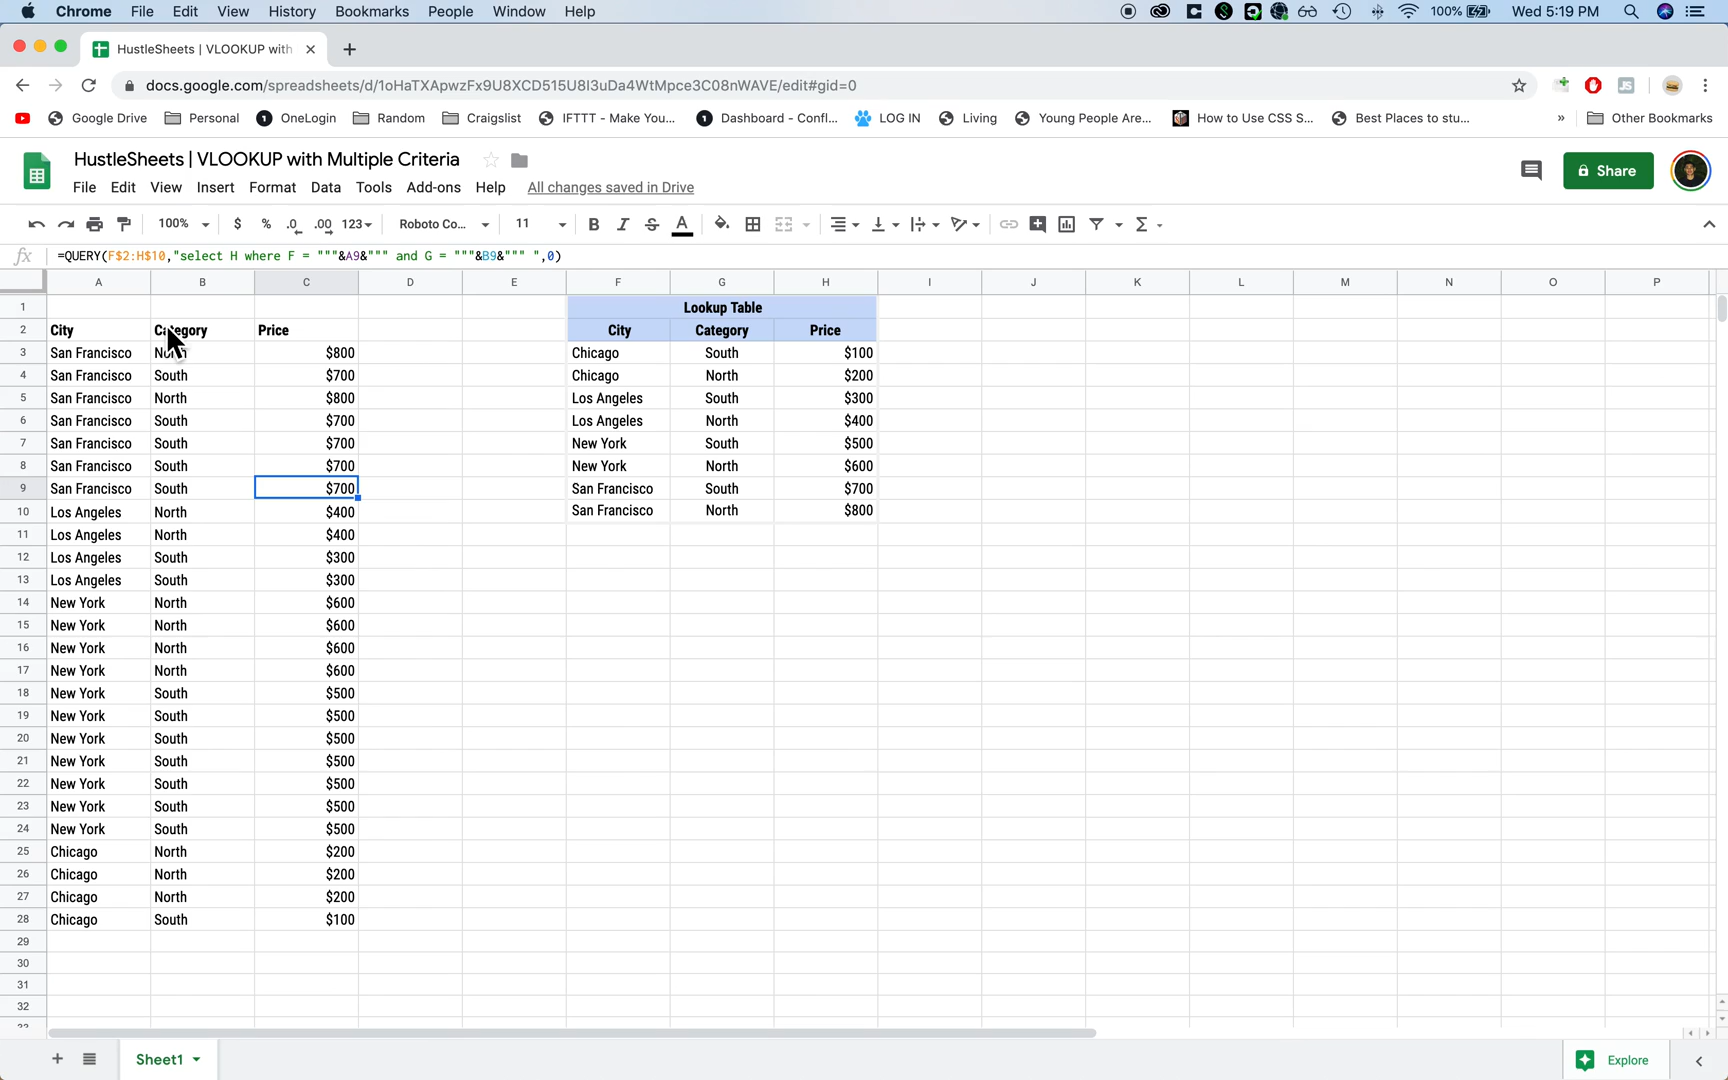 Chrome File Edit View History Bookmarks People Window Help 100% Wed 5:19 PM
HustleSheets | VLOOKUP with
docs.google.com/spreadsheets/d/1oHaTXApwzFx9U8XCD515U8I3uDa4WtMpce3C08nWAVE/edit#gid=0
Google Drive Personal OneLogin Random Craigslist IFTTT - Make You... Dashboard - Confl... LOG IN Living Young People Are... How to Use CSS S... Best Places to stu... » Other Bookmarks
HustleSheets | VLOOKUP with Multiple Criteria
Share
File Edit View Insert Format Data Tools Add-ons Help All changes saved in Drive
100% $ % .0 .00 123 Roboto Co... 11 B I S A Σ
fx =QUERY(F$2:H$10,"select H where F = """&A9&""" and G = """&B9&""" ",0)
A B C D E F G H I J K L M N O P
1 Lookup Table
2 City Category Price City Category Price
3 San Francisco North $800 Chicago South $100
4 San Francisco South $700 Chicago North $200
5 San Francisco North $800 Los Angeles South $300
6 San Francisco South $700 Los Angeles North $400
7 San Francisco South $700 New York South $500
8 San Francisco South $700 New York North $600
9 San Francisco South $700 San Francisco South $700
10 Los Angeles North $400 San Francisco North $800
11 Los Angeles North $400
12 Los Angeles South $300
13 Los Angeles South $300
14 New York North $600
15 New York North $600
16 New York North $600
17 New York North $600
18 New York South $500
19 New York South $500
20 New York South $500
21 New York South $500
22 New York South $500
23 New York South $500
24 New York South $500
25 Chicago North $200
26 Chicago North $200
27 Chicago North $200
28 Chicago South $100
29
30
31
32
Sheet1 Explore